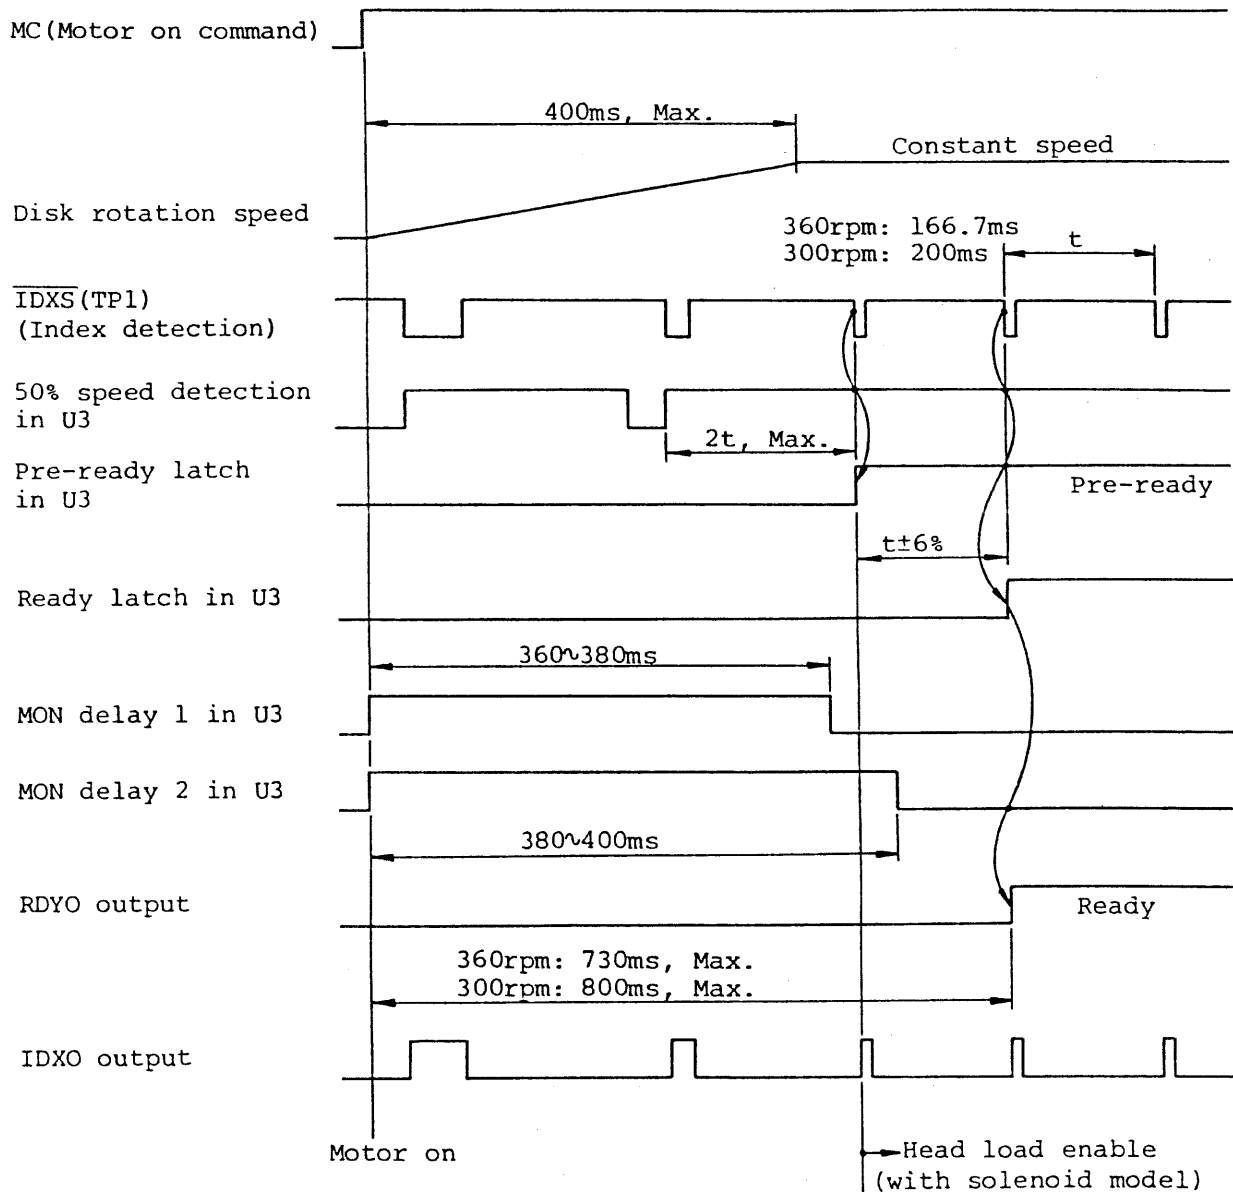 MC(Motor on command)
400ms, Max.
Constant speed
Disk rotation speed
360rpm: 166.7ms
300rpm: 200ms
t
IDXS(TP1)
(Index detection)
50% speed detection
in U3
2t, Max.
Pre-ready latch
in U3
Pre-ready
t±6%
Ready latch in U3
360~380ms
MON delay 1 in U3
MON delay 2 in U3
380~400ms
RDYO output
Ready
360rpm: 730ms, Max.
300rpm: 800ms, Max.
IDXO output
Motor on
Head load enable
(with solenoid model)